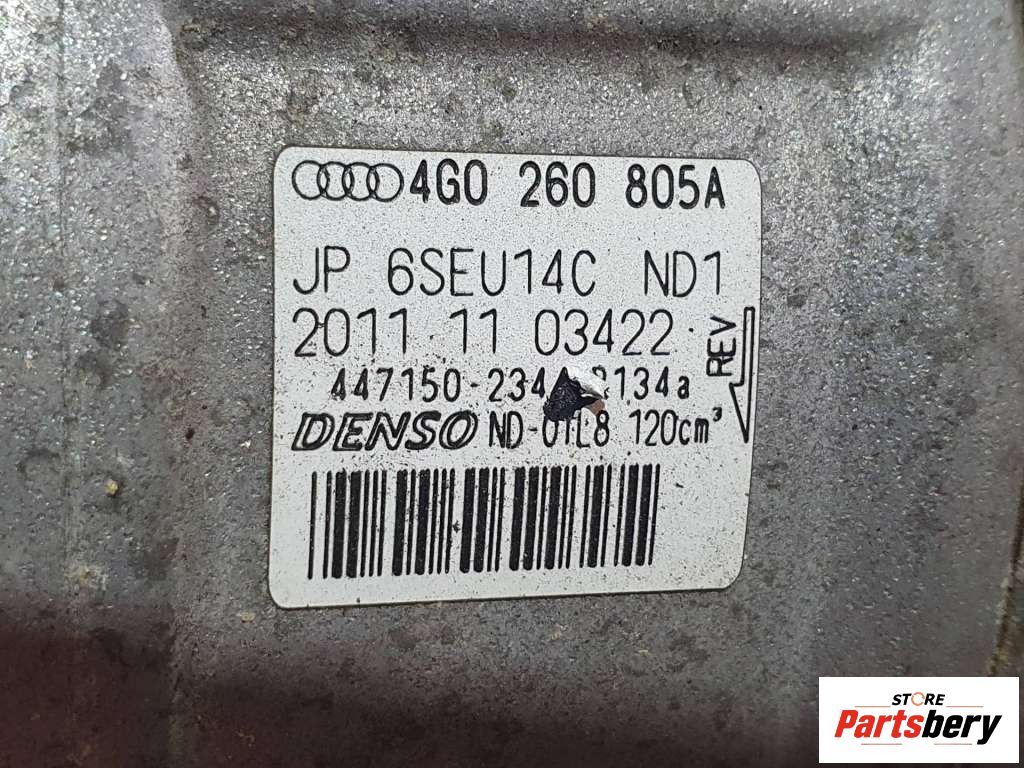 4G0 260 805A
JP 6SEU14C ND1
2011 11 03422
REV
DENSO ND-OIL8 120cm³
STORE
Partsbery